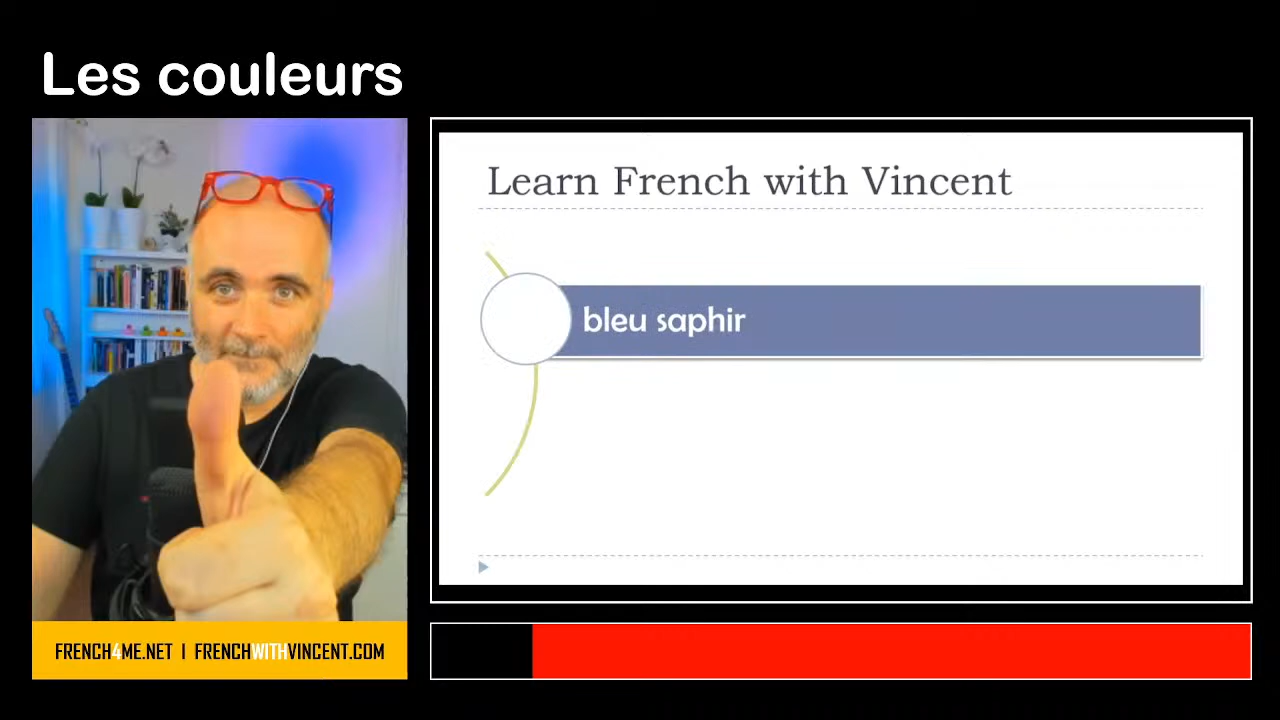 Les couleurs
Learn French with Vincent
bleu saphir
FRENCH4ME.NET | FRENCHWITHVINCENT.COM